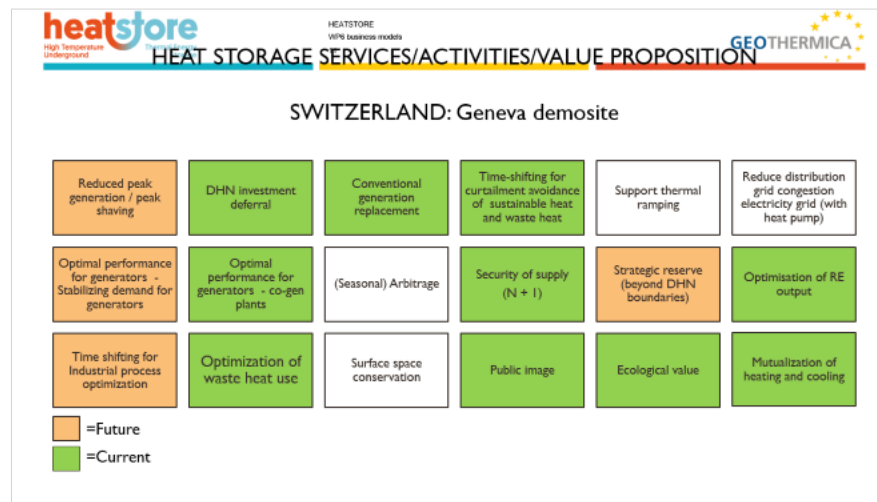 heatstore
High Temperature
Underground
HEATSTORE
WP6 business models
GEOTHERMICA
HEAT STORAGE SERVICES/ACTIVITIES/VALUE PROPOSITION
SWITZERLAND: Geneva demosite
Reduced peak
generation / peak
shaving
DHN investment
deferral
Conventional
generation
replacement
Time-shifting for
curtailment avoidance
of sustainable heat
and waste heat
Support thermal
ramping
Reduce distribution
grid congestion
electricity grid (with
heat pump)
Optimal performance
for generators -
Stabilizing demand for
generators
Optimal
performance for
generators - co-gen
plants
(Seasonal) Arbitrage
Security of supply
(N + 1)
Strategic reserve
(beyond DHN
boundaries)
Optimisation of RE
output
Time shifting for
Industrial process
optimization
Optimization of
waste heat use
Surface space
conservation
Public image
Ecological value
Mutualization of
heating and cooling
=Future
=Current